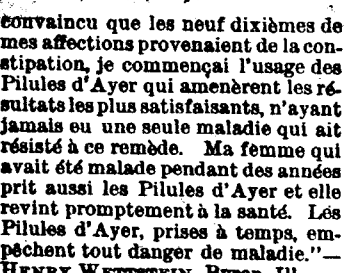 convaincu que les neuf dixièmes de
mes affections provenaient de la con-
stipation, je commençai l'usage des
Pilules d'Ayer qui amenèrent les ré-
sultats les plus satisfaisants, n'ayant
jamais eu une seule maladie qui ait
résisté à ce remède. Ma femme qui
avait été malade pendant des années
prit aussi les Pilules d'Ayer et elle
revint promptement à la santé. Les
Pilules d'Ayer, prises à temps, em-
pêchent tout danger de maladie."—
HENRY WETTSTEIN,